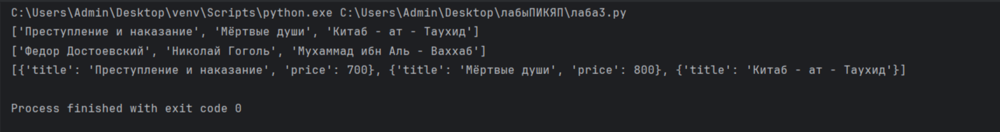 C:\Users\Admin\Desktop\venv\Scripts\python.exe C:\Users\Admin\Desktop\лабыПИКЯП\лаба3.py
['Преступление и наказание', 'Мёртвые души', 'Китаб - ат - Таухид']
['Федор Достоевский', 'Николай Гоголь', 'Мухаммад ибн Аль - Ваххаб']
[{'title': 'Преступление и наказание', 'price': 700}, {'title': 'Мёртвые души', 'price': 800}, {'title': 'Китаб - ат - Таухид'}]
Process finished with exit code 0